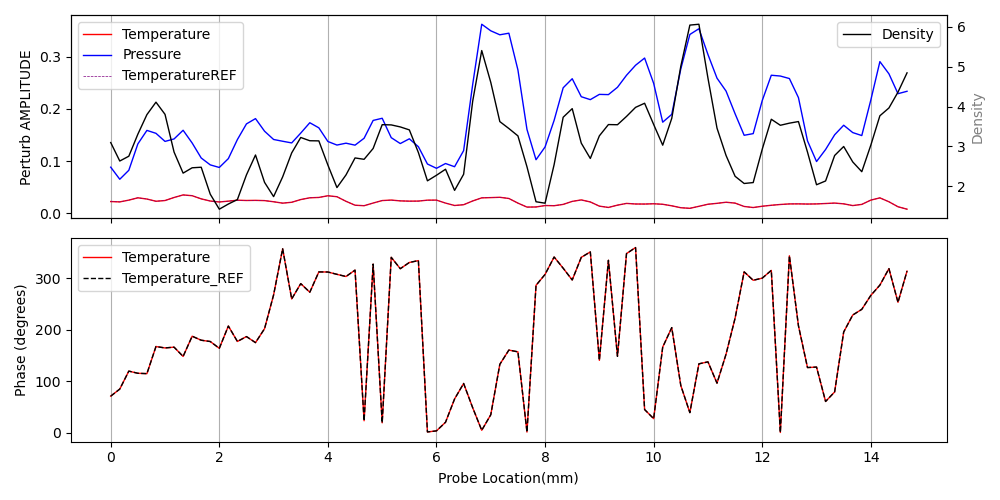 Temperature
Pressure
TemperatureREF
Density
Perturb AMPLITUDE
0.3
0.2
0.1
0.0
6
5
4
3
2
Density
Temperature
Temperature_REF
Phase (degrees)
300
200
100
0
0 2 4 6 8 10 12 14
Probe Location(mm)